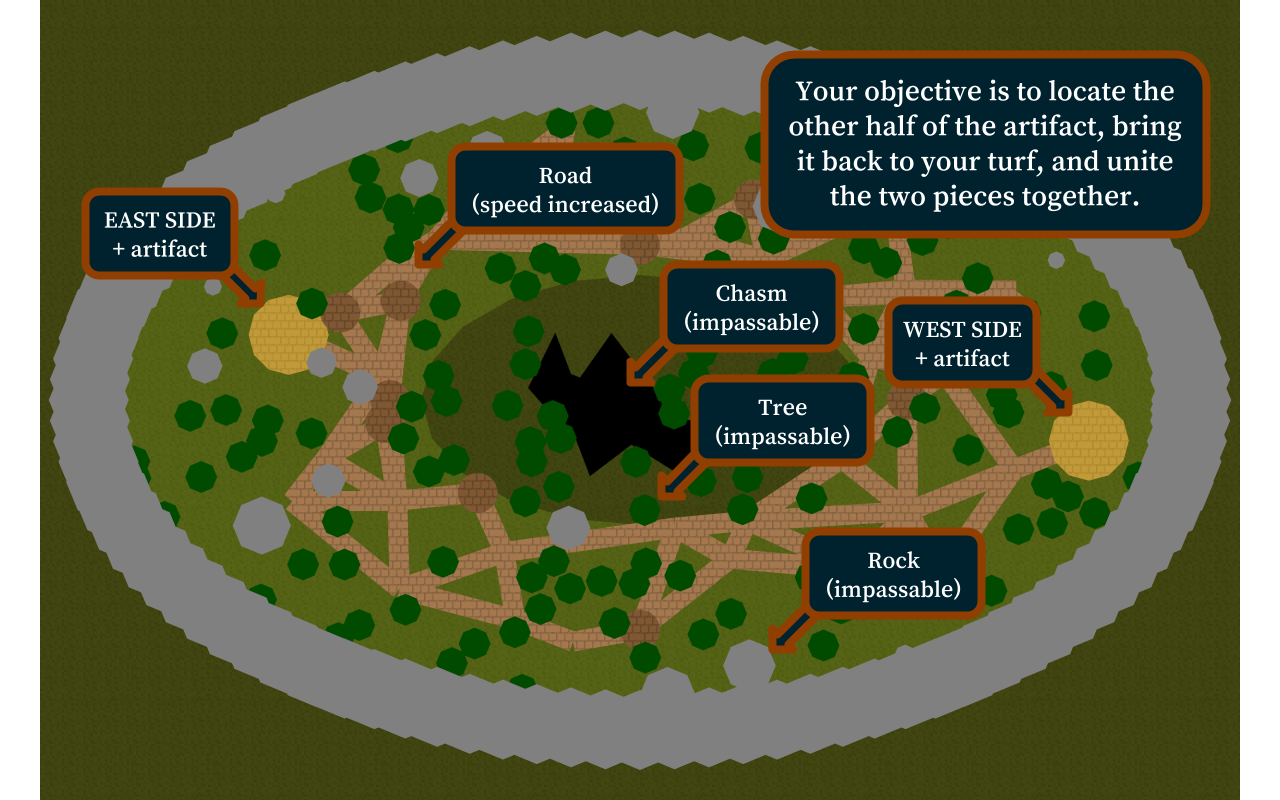 Your objective is to locate the
other half of the artifact, bring
it back to your turf, and unite
the two pieces together.
Road
(speed increased)
EAST SIDE
+ artifact
Chasm
(impassable)
WEST SIDE
+ artifact
Tree
(impassable)
Rock
(impassable)